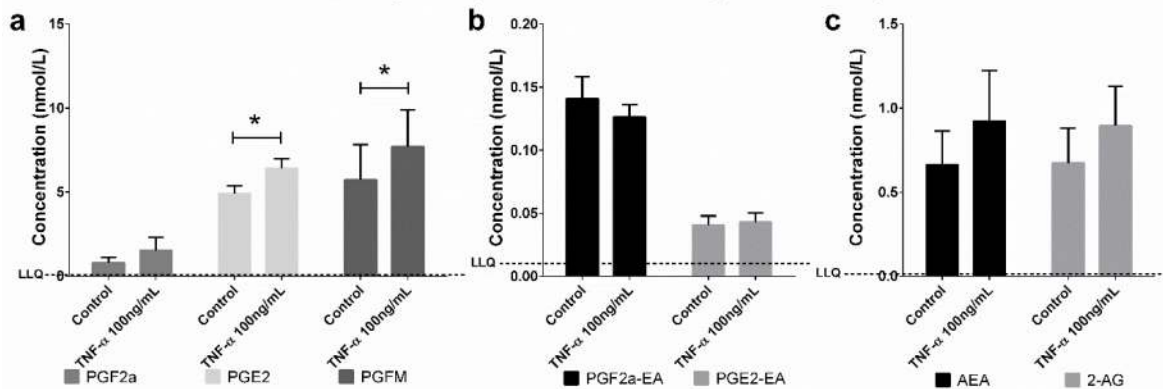 a
Concentration (nmol/L)
15
10
5
0
LLQ
*
*
Control
TNF-α 100ng/mL
Control
TNF-α 100ng/mL
Control
TNF-α 100ng/mL
PGF2a
PGE2
PGFM
b
Concentration (nmol/L)
0.20
0.15
0.10
0.05
0.00
LLQ
Control
TNF-α 100ng/mL
Control
TNF-α 100ng/mL
PGF2a-EA
PGE2-EA
c
Concentration (nmol/L)
1.5
1.0
0.5
0.0
LLQ
Control
TNF-α 100ng/mL
Control
TNF-α 100ng/mL
AEA
2-AG